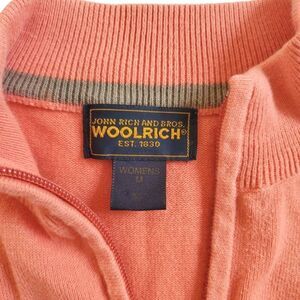 JOHN RICH AND BROS.
WOOLRICH®
EST. 1830
WOMENS
M